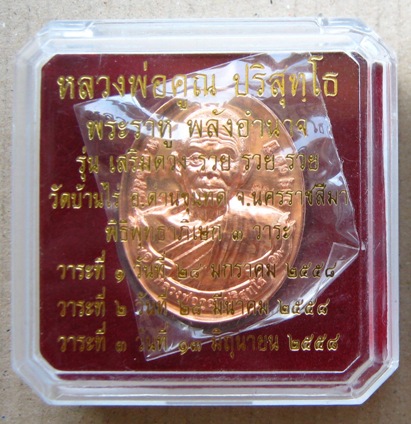 หลวงพ่อคูณ ปริสุทฺโธ
พระราหู พลังอำนาจ
รุ่น เสริมดวง รวย รวย รวย
วัดบ้านไร่ อ.ด่านขุนทด จ.นครราชสีมา
พิธีพุทธาภิเษก ๓ วาระ
วาระที่ ๑ วันที่ ๒๘ มกราคม ๒๕๕๘
วาระที่ ๒ วันที่ มีนาคม ๒๕๕๘
วาระที่ ๓ วันที่ มิถุนายน ๒๕๕๘